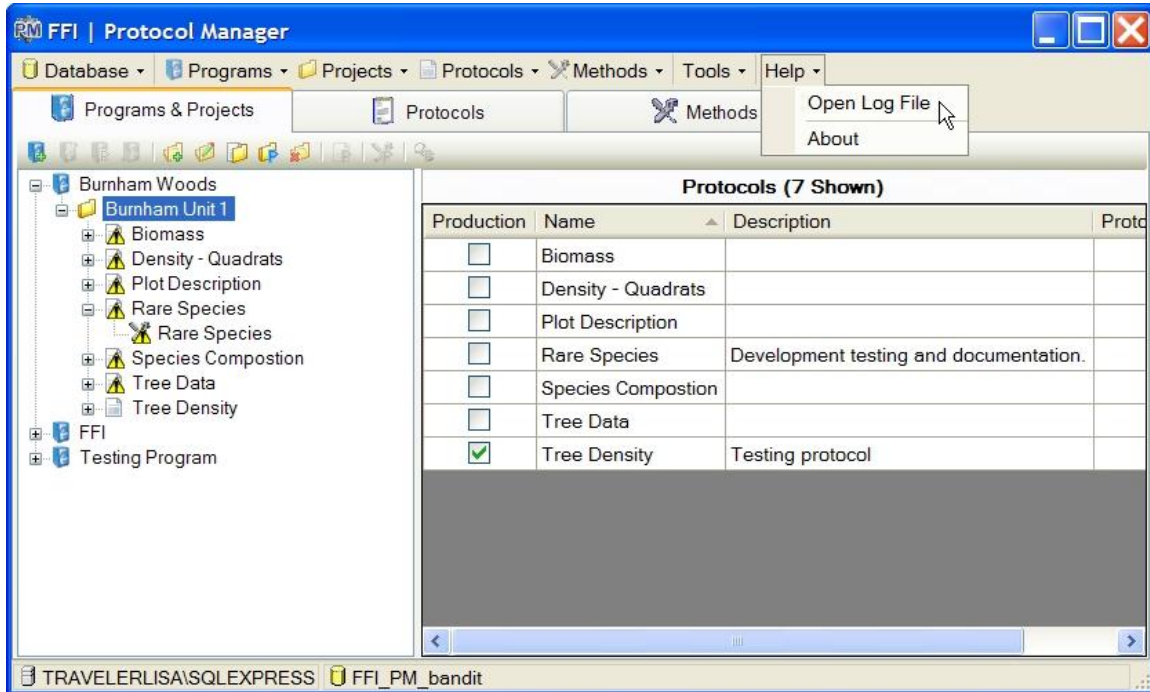 FFI | Protocol Manager
Database Programs Projects Protocols Methods Tools Help
Open Log File
About
Programs & Projects Protocols Methods
Burnham Woods
Burnham Unit 1
Biomass
Density - Quadrats
Plot Description
Rare Species
Rare Species
Species Compostion
Tree Data
Tree Density
FFI
Testing Program
Protocols (7 Shown)
Production Name Description Proto
Biomass
Density - Quadrats
Plot Description
Rare Species Development testing and documentation.
Species Compostion
Tree Data
Tree Density Testing protocol
TRAVELERLISA\SQLEXPRESS FFI_PM_bandit